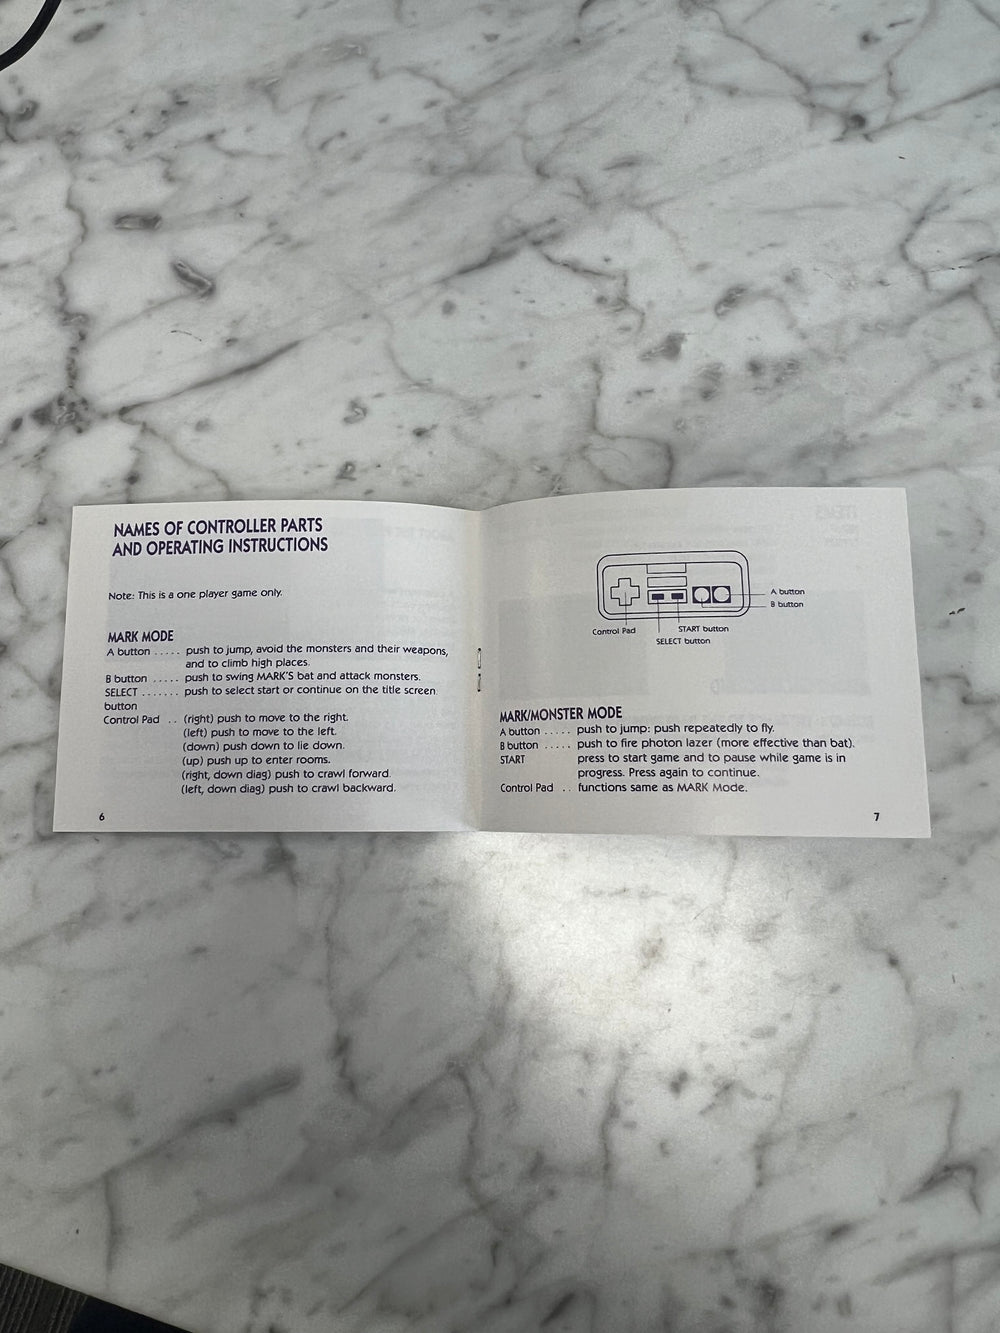 NAMES OF CONTROLLER PARTS
AND OPERATING INSTRUCTIONS
Note: This is a one player game only.
MARK MODE
A button ..... push to jump, avoid the monsters and their weapons,
and to climb high places.
B button ..... push to swing MARK'S bat and attack monsters.
SELECT ....... push to select start or continue on the title screen.
button
Control Pad .. (right) push to move to the right.
(left) push to move to the left.
(down) push down to lie down.
(up) push up to enter rooms.
(right, down diag) push to crawl forward.
(left, down diag) push to crawl backward.
6
A button
B button
Control Pad
START button
SELECT button
MARK/MONSTER MODE
A button ..... push to jump: push repeatedly to fly.
B button ..... push to fire photon lazer (more effective than bat).
START press to start game and to pause while game is in
progress. Press again to continue.
Control Pad .. functions same as MARK Mode.
7